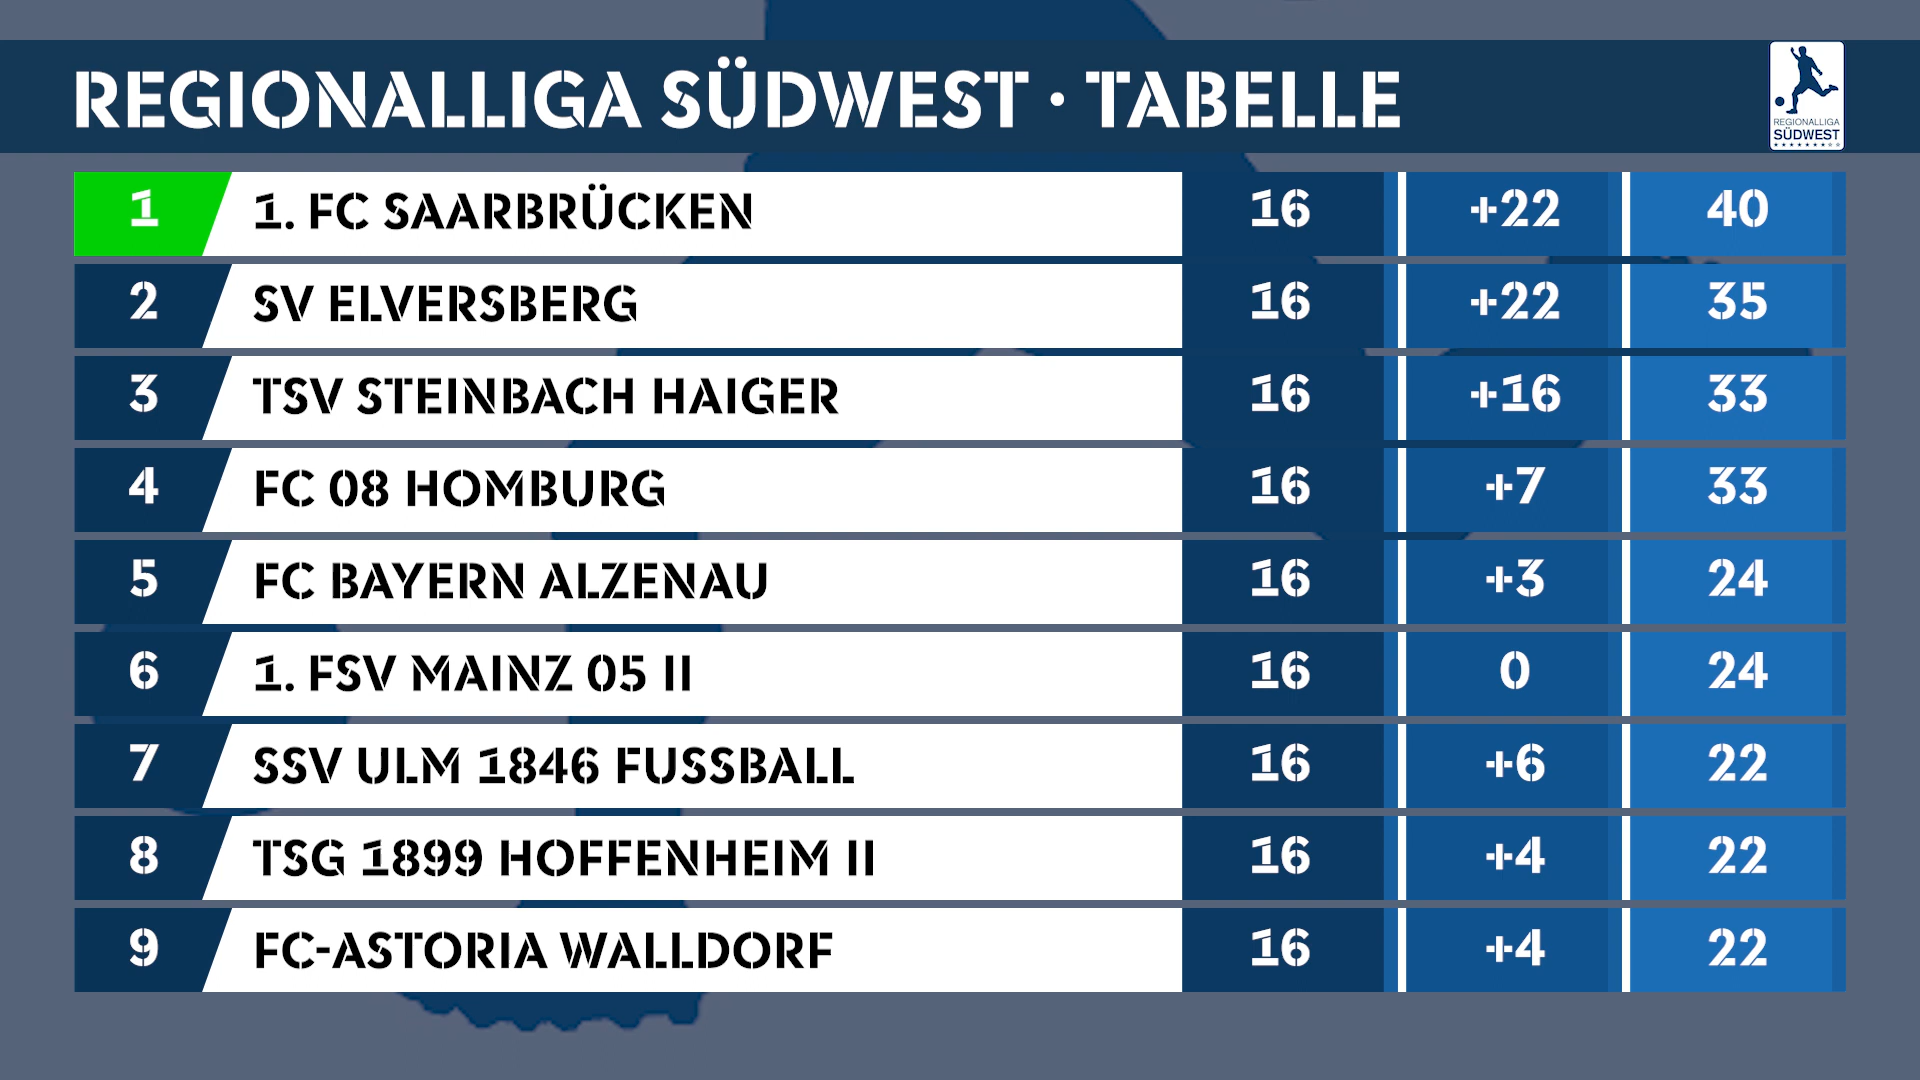 REGIONALLIGA SÜDWEST · TABELLE
REGIONALLIGA
SÜDWEST
1 1. FC SAARBRÜCKEN 16 +22 40
2 SV ELVERSBERG 16 +22 35
3 TSV STEINBACH HAIGER 16 +16 33
4 FC 08 HOMBURG 16 +7 33
5 FC BAYERN ALZENAU 16 +3 24
6 1. FSV MAINZ 05 II 16 0 24
7 SSV ULM 1846 FUSSBALL 16 +6 22
8 TSG 1899 HOFFENHEIM II 16 +4 22
9 FC-ASTORIA WALLDORF 16 +4 22